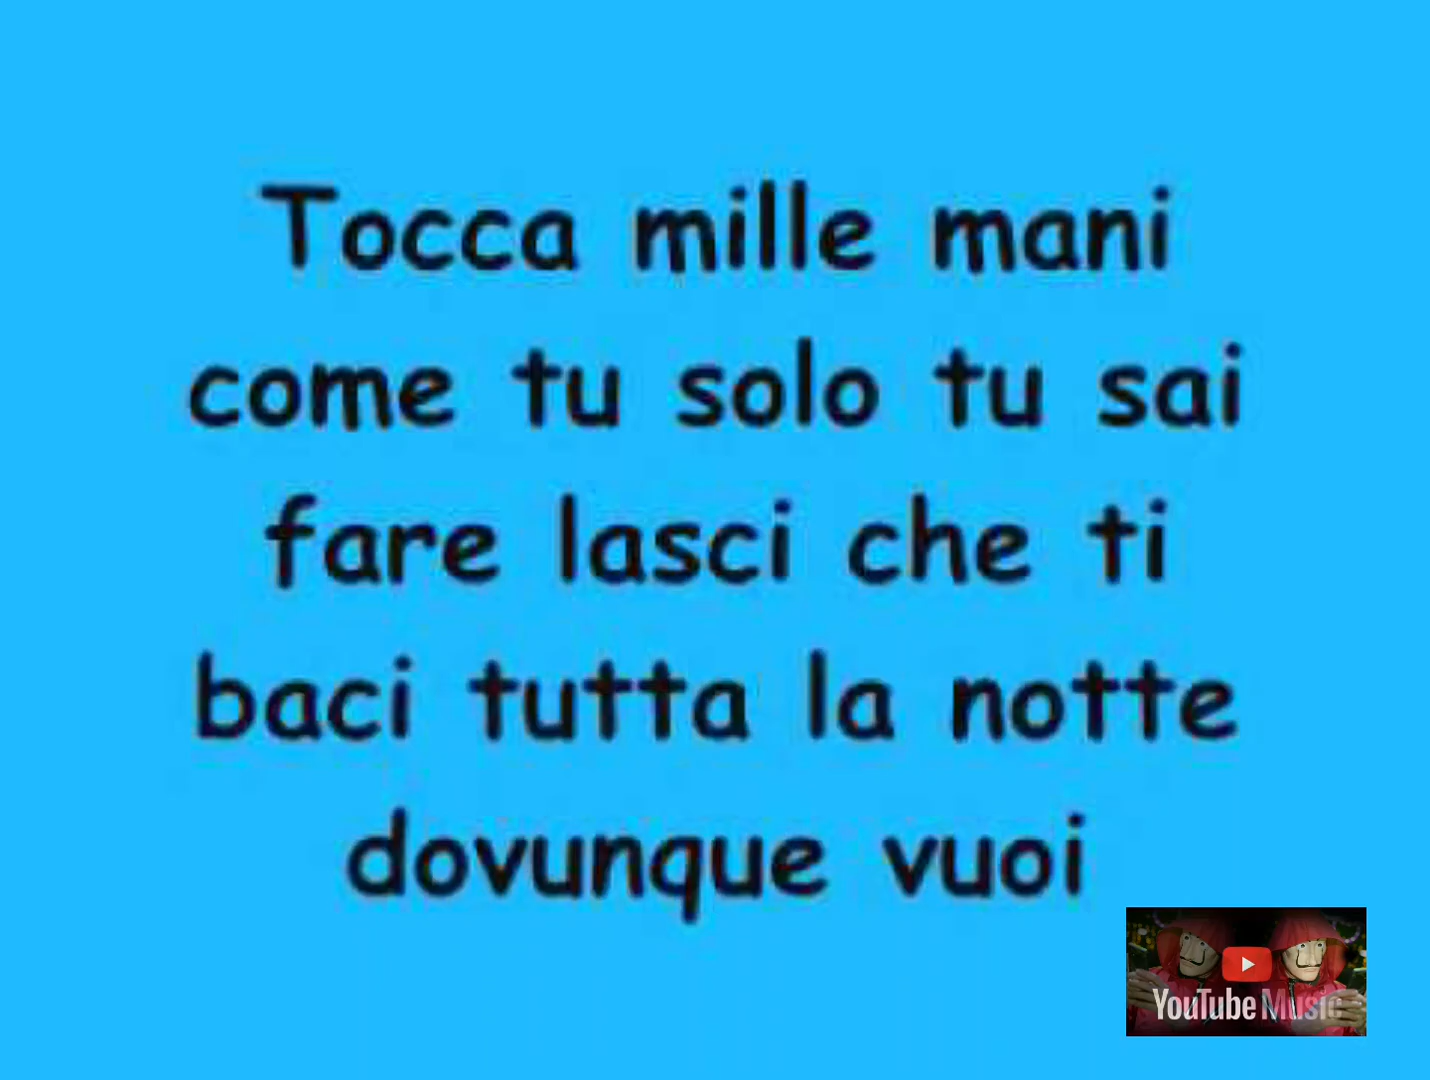 Tocca mille mani
come tu solo tu sai
fare lasci che ti
baci tutta la notte
dovunque vuoi
YouTube Music